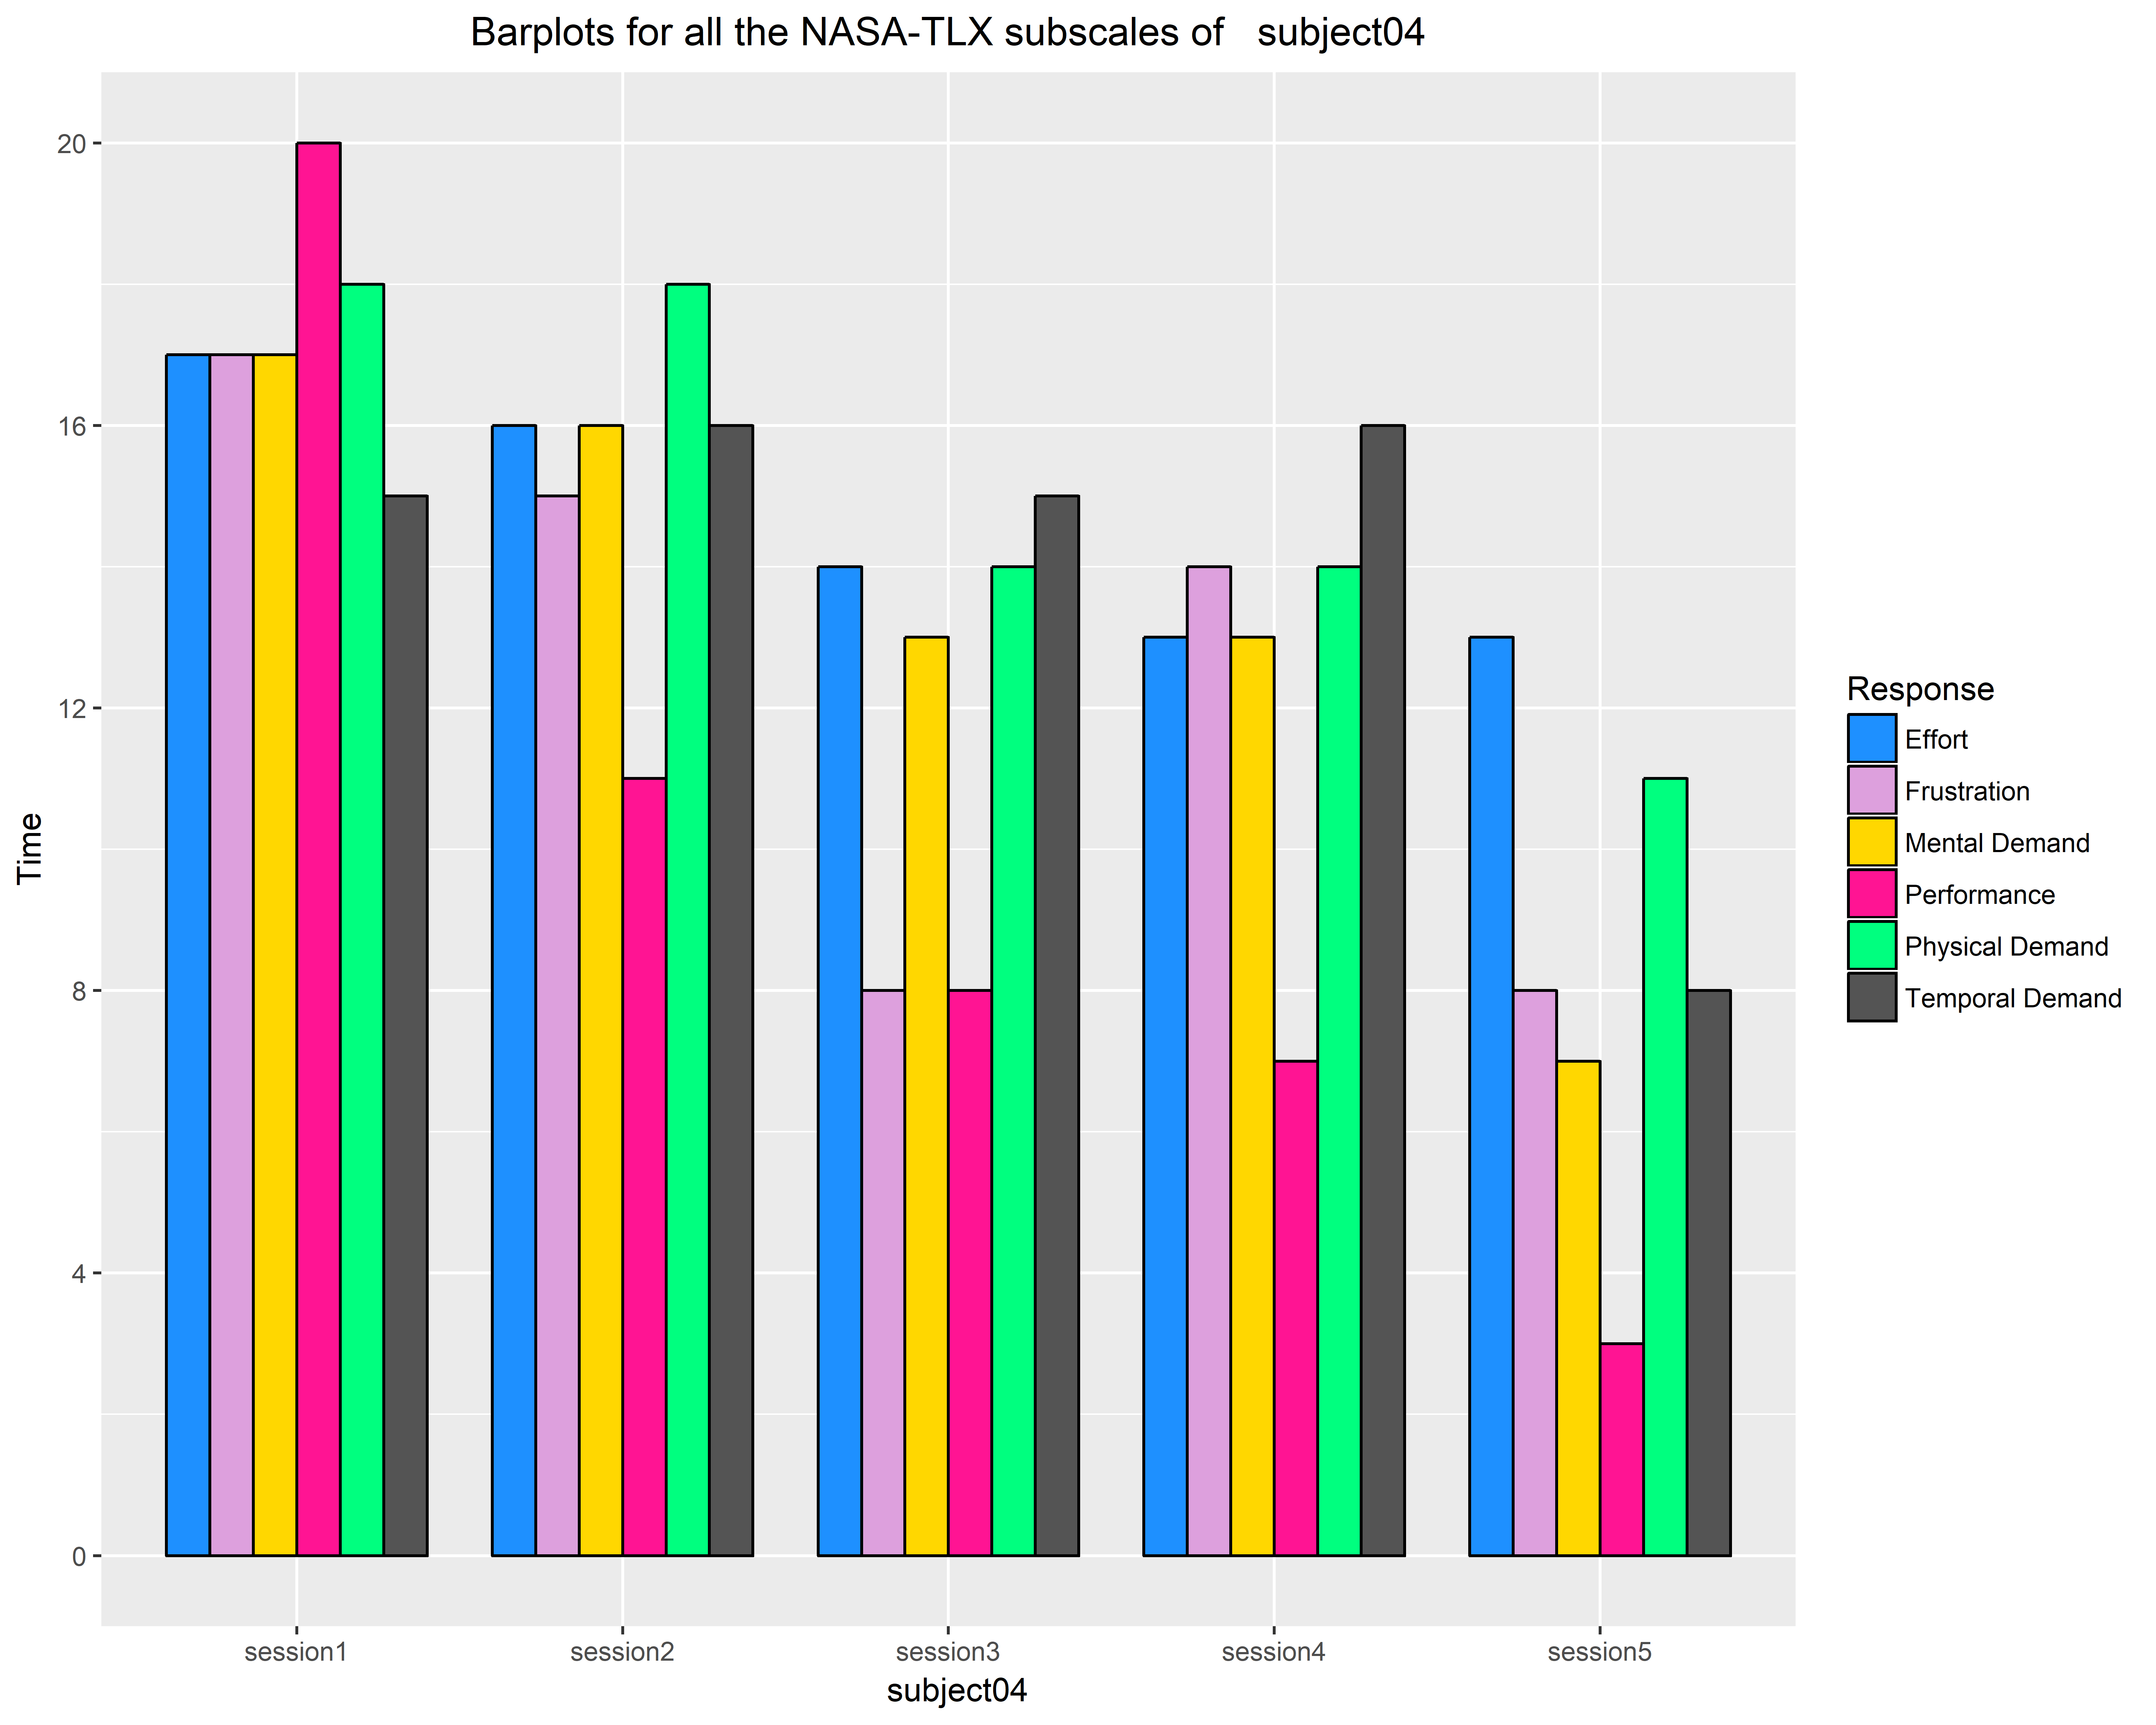 Barplots for all the NASA-TLX subscales of   subject04
Time
20
16
12
8
4
0
session1
session2
session3
session4
session5
subject04
Response
Effort
Frustration
Mental Demand
Performance
Physical Demand
Temporal Demand